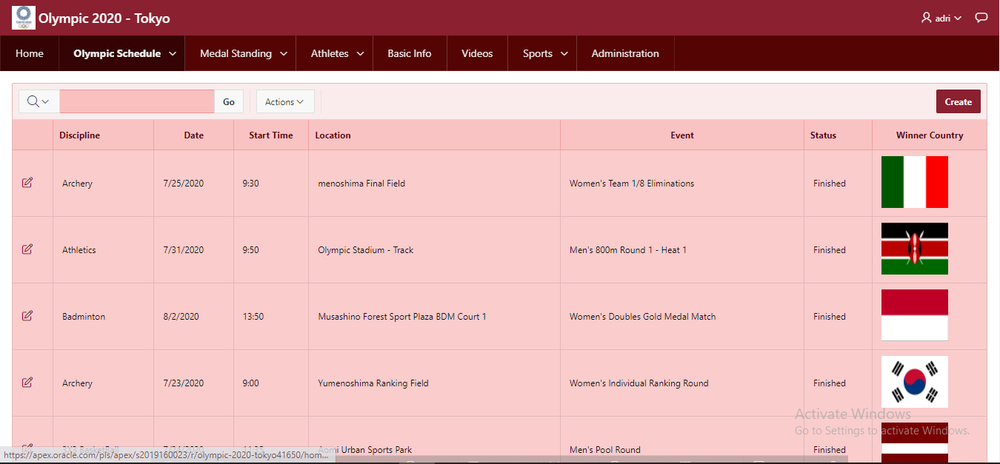 Olympic 2020 - Tokyo
adri
Home
Olympic Schedule
Medal Standing
Athletes
Basic Info
Videos
Sports
Administration
Go
Actions
Create
Discipline Date Start Time Location Event Status Winner Country
Archery 7/25/2020 9:30 menoshima Final Field Women's Team 1/8 Eliminations Finished
Athletics 7/31/2020 9:50 Olympic Stadium - Track Men's 800m Round 1 - Heat 1 Finished
Badminton 8/2/2020 13:50 Musashino Forest Sport Plaza BDM Court 1 Women's Doubles Gold Medal Match Finished
Archery 7/23/2020 9:00 Yumenoshima Ranking Field Women's Individual Ranking Round Finished
3X3 Basketball Aomi Urban Sports Park Men's Pool Round Finished
Activate Windows
Go to Settings to activate Windows.
https://apex.oracle.com/pls/apex/s2019160023/r/olympic-2020-tokyo41650/hom...